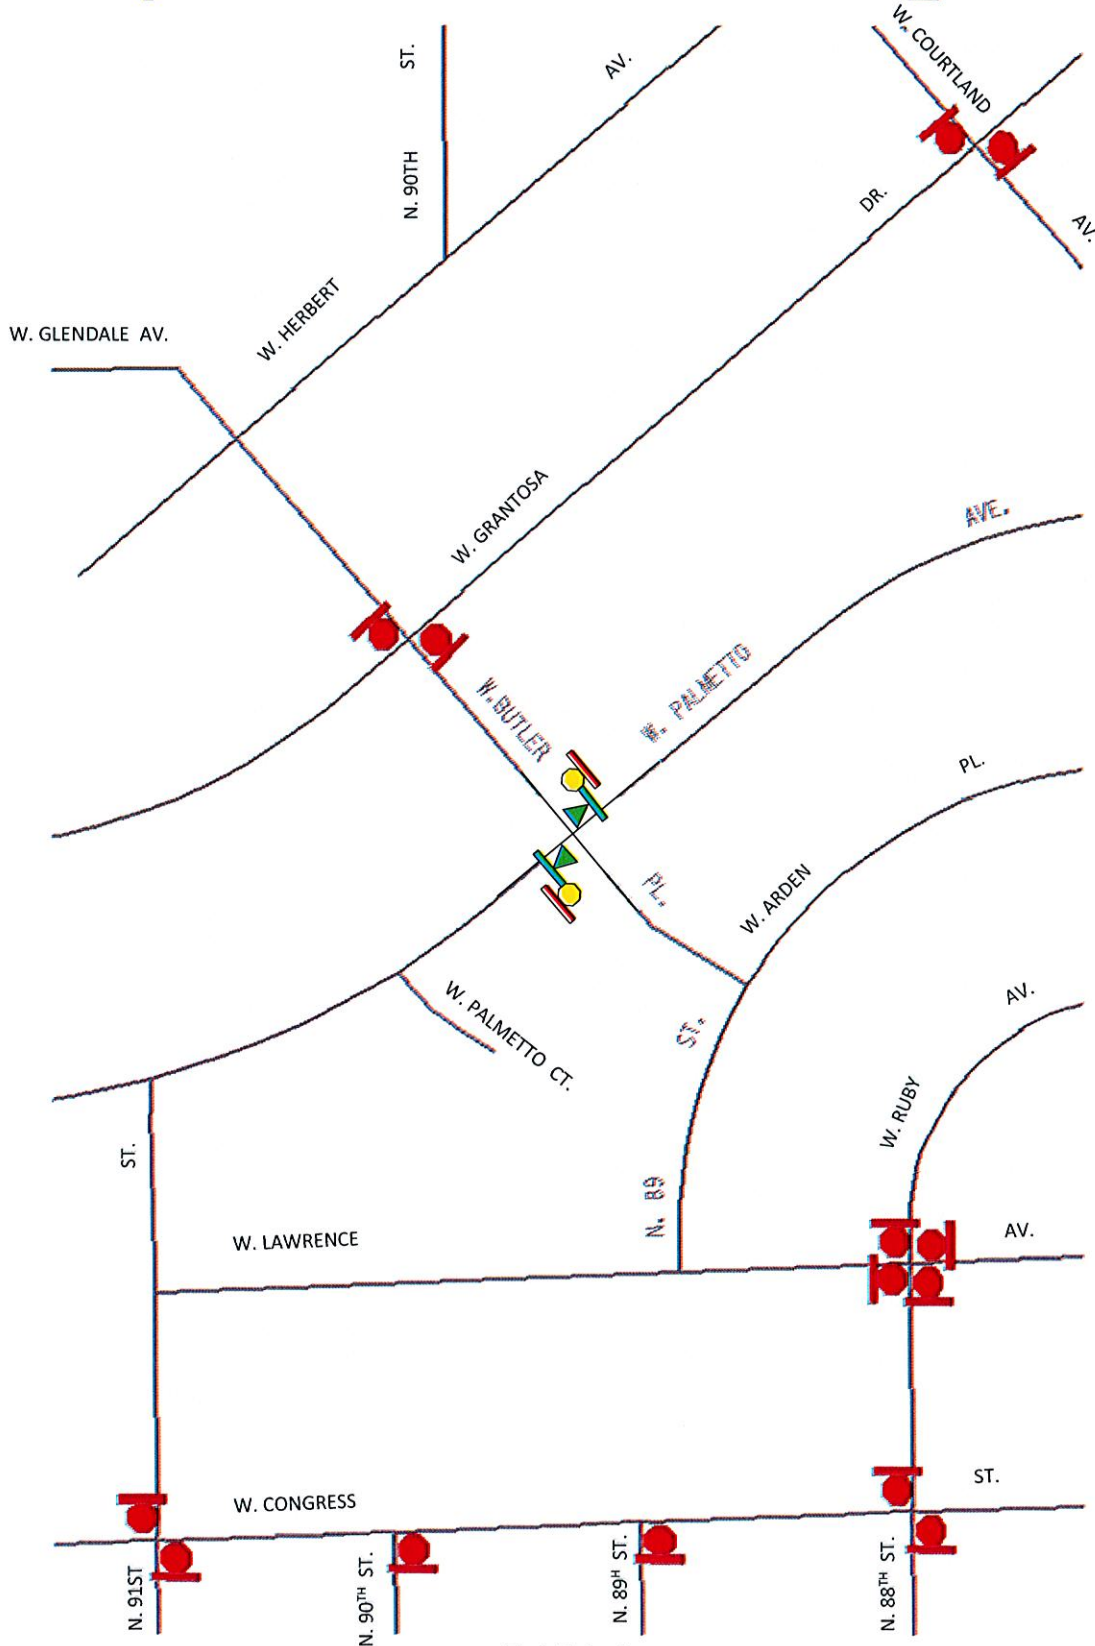 W. COURTLAND
AV.
ST.
N. 90TH
AV.
W. HERBERT
DR.
W. GRANTOSA
W. GLENDALE AV.
AVE.
W. PALMETTO
W. BUTLER
PL.
PL.
W. ARDEN
W. PALMETTO CT.
ST.
N. 89
AV.
W. RUBY
ST.
W. LAWRENCE
AV.
W. CONGRESS
ST.
N. 91ST
N. 90TH ST.
N. 89H ST.
N. 88TH ST.